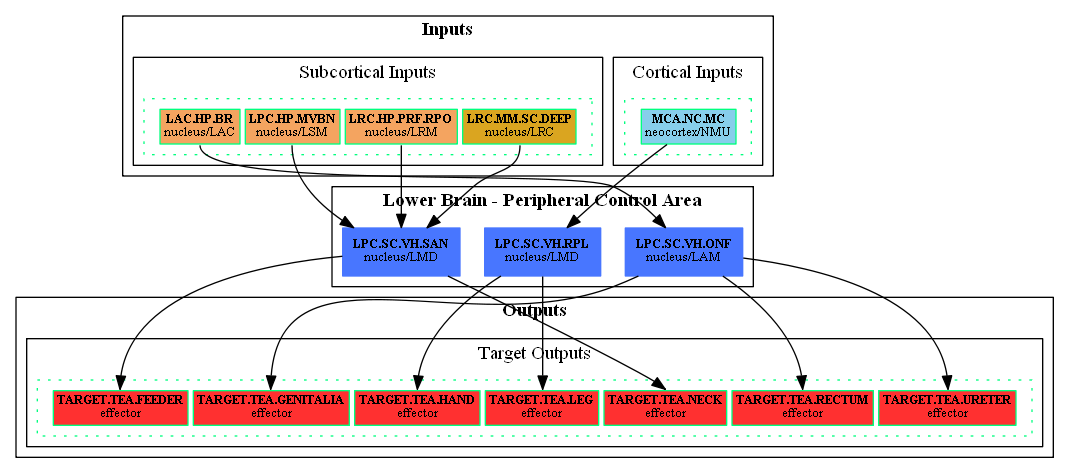 Inputs
Subcortical Inputs
Cortical Inputs
LAC.HP.BR
nucleus/LAC
LPC.HP.MVBN
nucleus/LSM
LRC.HP.PRF.RPO
nucleus/LRM
LRC.MM.SC.DEEP
nucleus/LRC
MCA.NC.MC
neocortex/NMU
Lower Brain - Peripheral Control Area
LPC.SC.VH.SAN
nucleus/LMD
LPC.SC.VH.RPL
nucleus/LMD
LPC.SC.VH.ONF
nucleus/LAM
Outputs
Target Outputs
TARGET.TEA.FEEDER
effector
TARGET.TEA.GENITALIA
effector
TARGET.TEA.HAND
effector
TARGET.TEA.LEG
effector
TARGET.TEA.NECK
effector
TARGET.TEA.RECTUM
effector
TARGET.TEA.URETER
effector